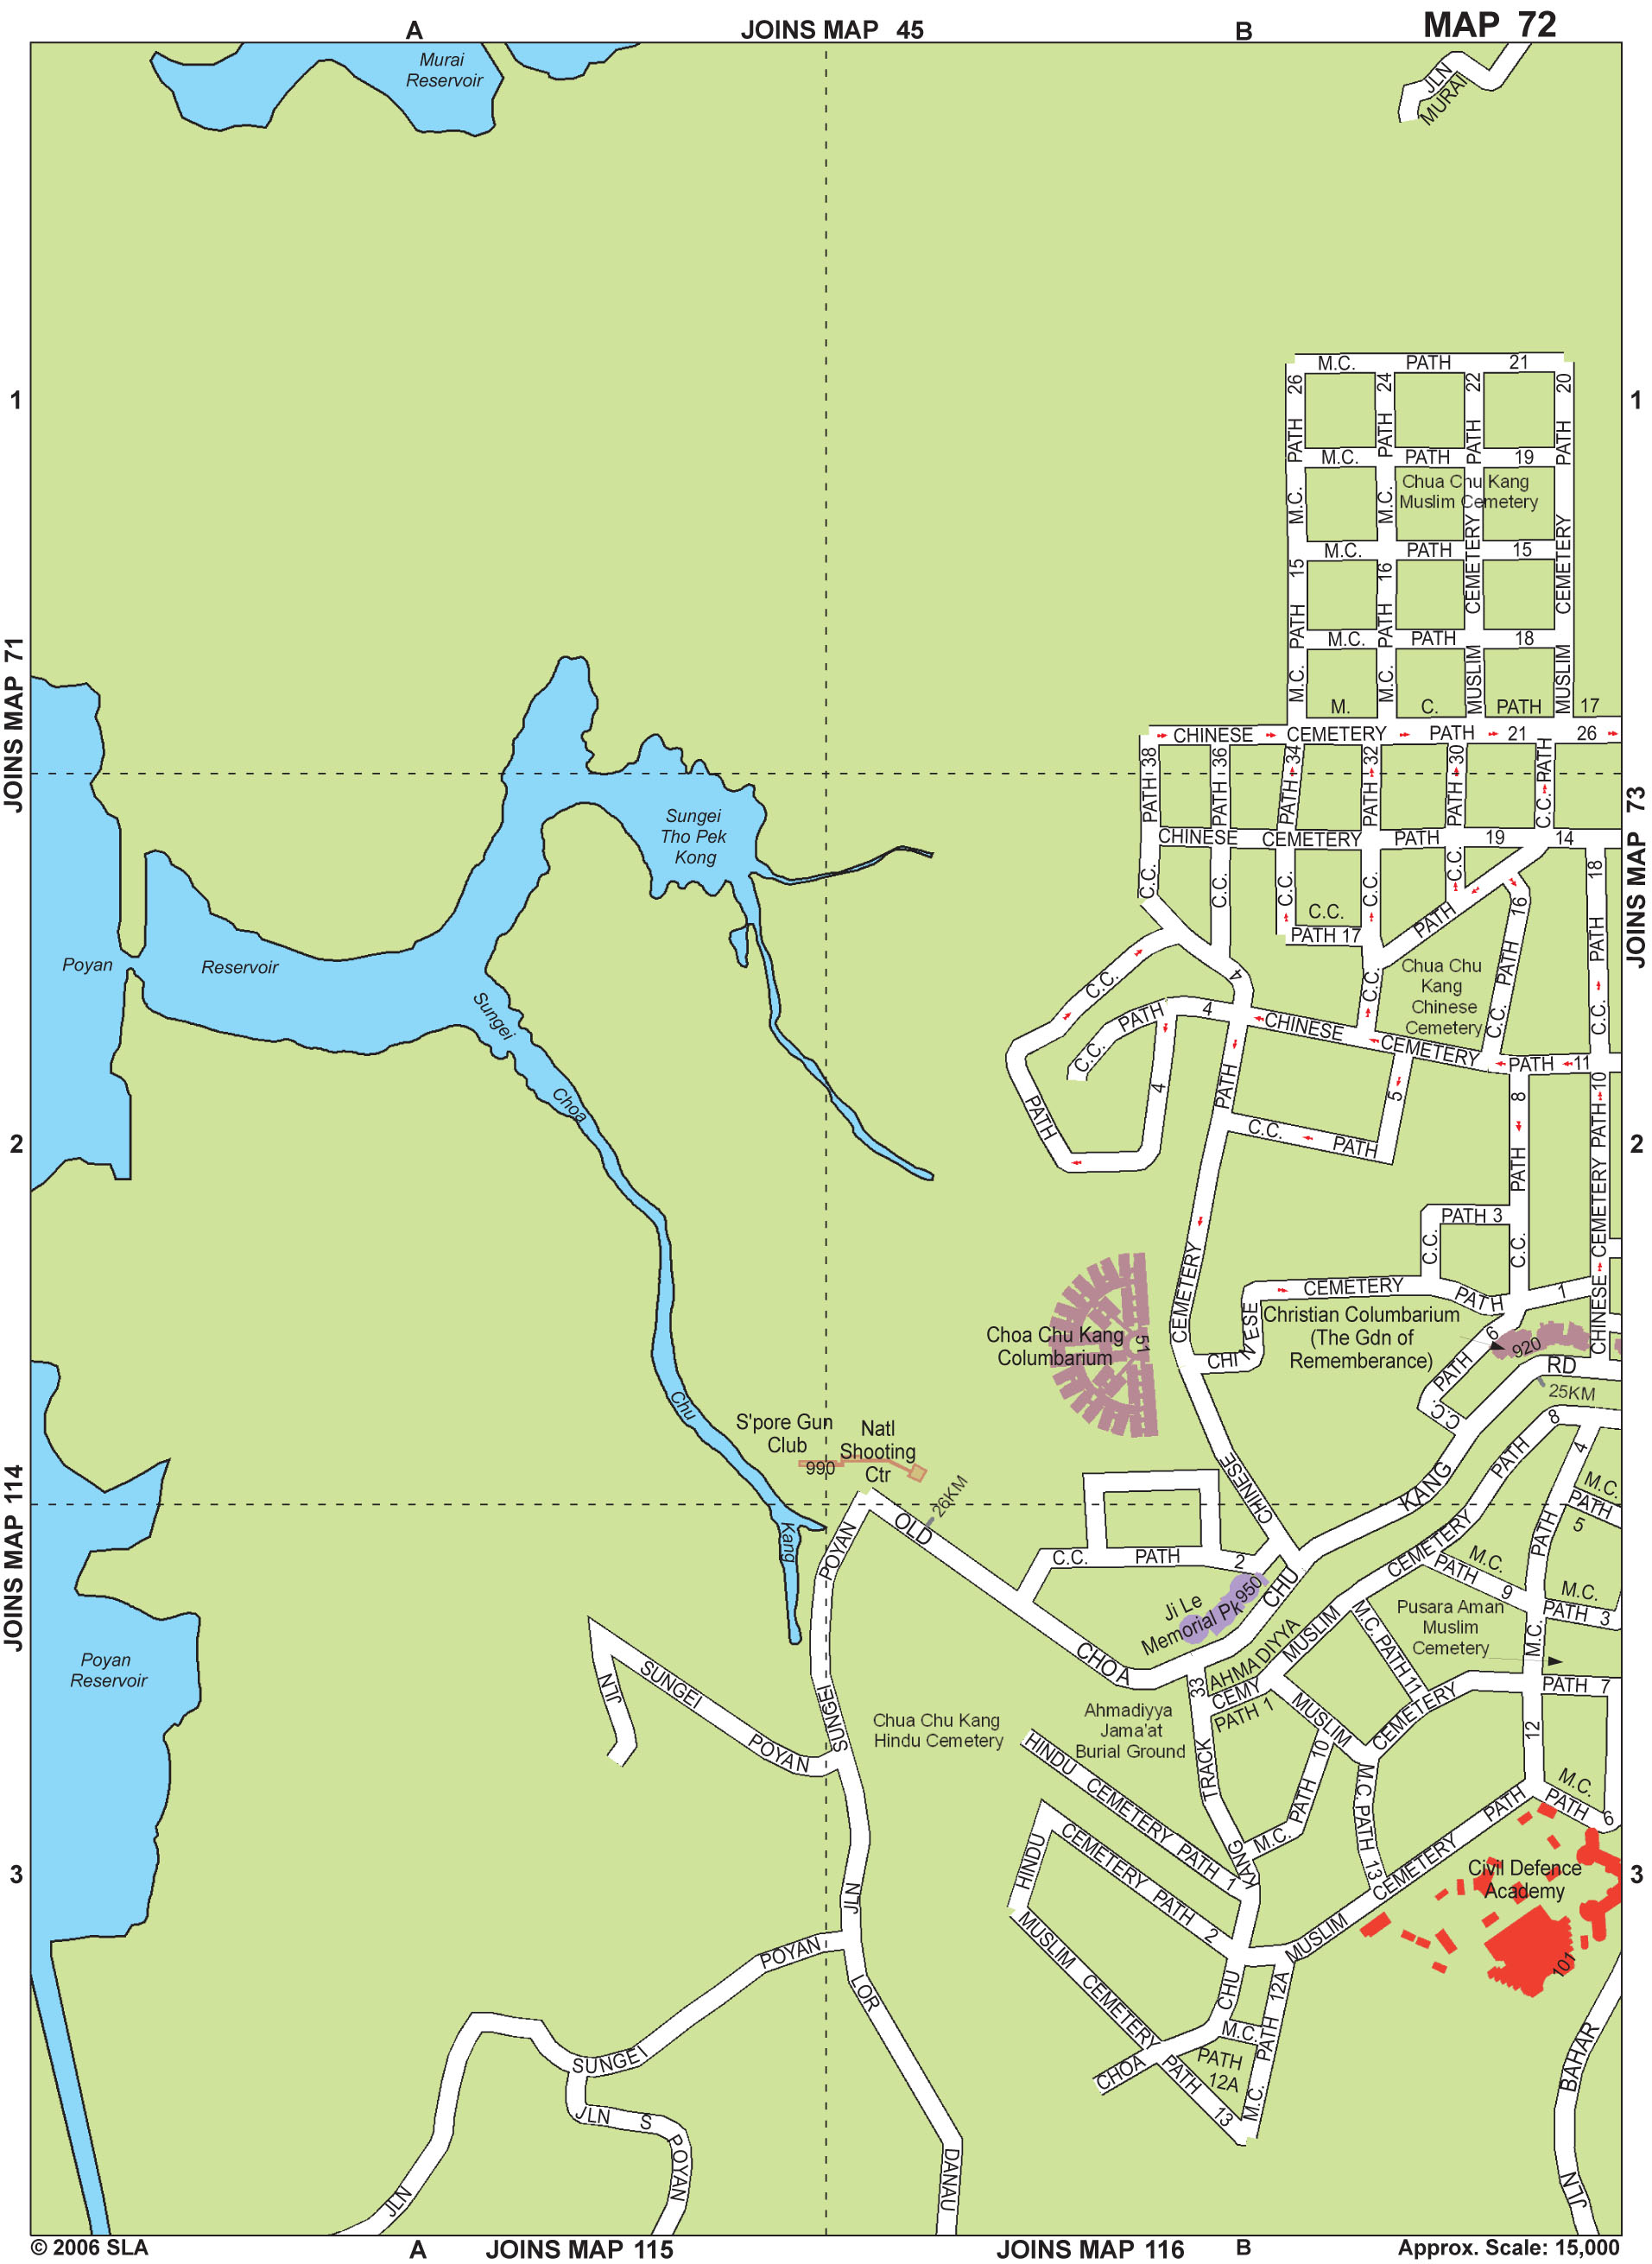 A
JOINS MAP 45
B
MAP 72
Murai
Reservoir
JLN
MURAI
1
1
M.C. PATH 21
26
24
22
20
PATH
PATH
PATH
PATH
M.C. PATH 19
Chua Chu Kang
Muslim Cemetery
M.C.
M.C.
CEMETERY
CEMETERY
M.C. PATH 15
15
16
PATH
PATH
M.C. PATH 18
M.C.
M.C.
MUSLIM
MUSLIM
M. C. PATH 17
JOINS MAP 71
CHINESE CEMETERY PATH 21 26
PATH 38
PATH 36
PATH 34
PATH 32
PATH 30
C.C. PATH
JOINS MAP 73
Sungei
Tho Pek
Kong
CHINESE CEMETERY PATH 19 14
C.C.
C.C.
C.C.
C.C.
C.C.
18
C.C.
PATH 17
PATH
16
PATH
PATH
Poyan
Reservoir
C.C.
4
C.C.
Chua Chu
Kang
Chinese
Cemetery
C.C.
C.C.
Sungei
C.C. PATH 4
CHINESE CEMETERY PATH 11
PATH
4
PATH
5
8
CHINESE CEMETERY PATH 10
Choa
C.C. PATH
2
2
PATH
PATH 3
C.C.
C.C.
CEMETERY
CHINESE CEMETERY PATH 1
Choa Chu Kang
Columbarium
51
Christian Columbarium
(The Gdn of
Rememberance)
6
920
PATH
C.C.
RD
25KM
Chu
S'pore Gun
Club
Natl
Shooting
Ctr
990
26KM
CHINESE
KANG
PATH
8
4
M.C.
PATH
5
JOINS MAP 114
Kang
POYAN
OLD
C.C. PATH 2
CEMETERY
M.C.
PATH 9
PATH
M.C.
PATH 3
950
CHU
Ji Le
Memorial Pk
MUSLIM
Pusara Aman
Muslim
Cemetery
M.C. PATH 11
M.C.
CHOA
AHMADIYYA
CEMY
PATH 1
33
Poyan
Reservoir
JLN
SUNGEI
POYAN
SUNGEI
Chua Chu Kang
Hindu Cemetery
Ahmadiyya
Jama'at
Burial Ground
MUSLIM
CEMETERY
PATH 7
12
TRACK
10
M.C. PATH
HINDU CEMETERY PATH 1
M.C. PATH 13
M.C.
PATH 6
KANG
HINDU
CEMETERY PATH 2
3
3
Civil Defence
Academy
101
MUSLIM CEMETERY PATH
JLN
POYAN
MUSLIM CEMETERY PATH 13
LOR
CHU
M.C.
PATH
12A
M.C. PATH 12A
CHOA
SUNGEI
JLN S
POYAN
JLN
DANAU
BAHAR
JLN
© 2006 SLA
A
JOINS MAP 115
JOINS MAP 116
B
Approx. Scale: 15,000